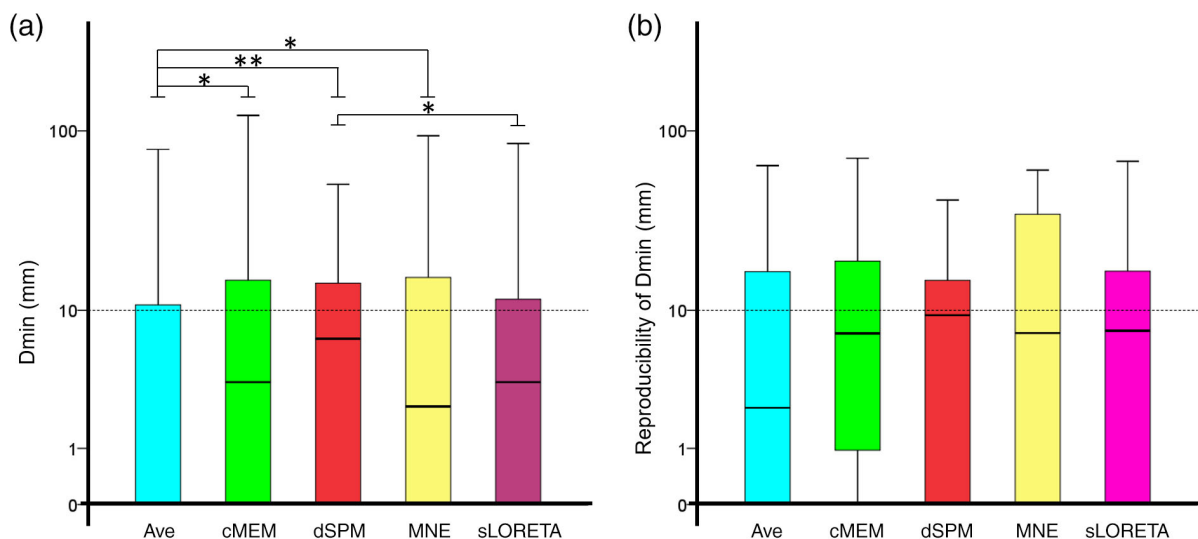 (a)
*
**
*
*
100
10
1
0
Dmin (mm)
Ave cMEM dSPM MNE sLORETA
(b)
100
10
1
0
Reproducibility of Dmin (mm)
Ave cMEM dSPM MNE sLORETA